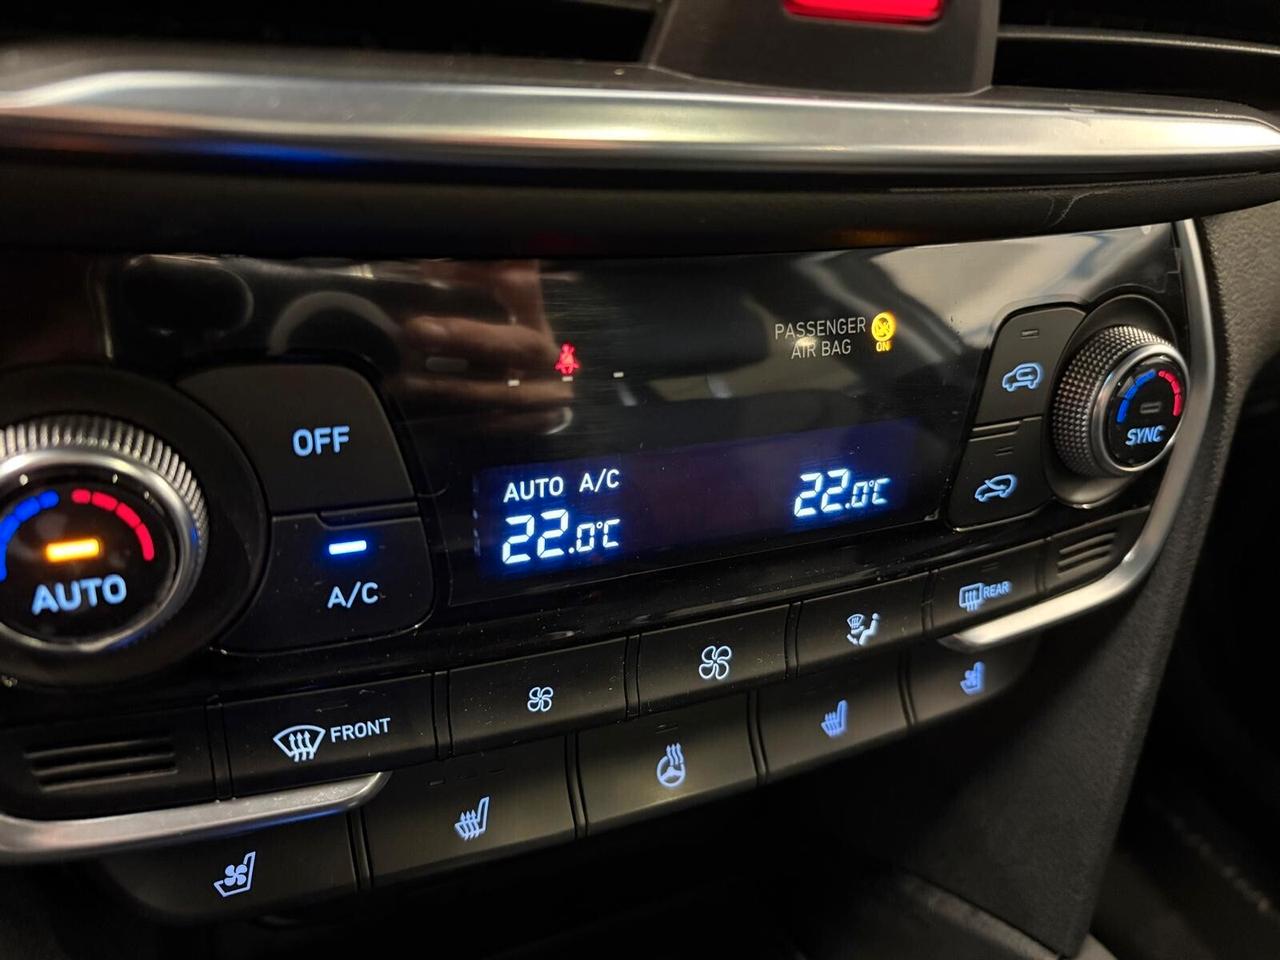 PASSENGER
AIR BAG
ON
OFF
SYNC
AUTO A/C
22.0°C
22.0°C
AUTO
A/C
REAR
FRONT